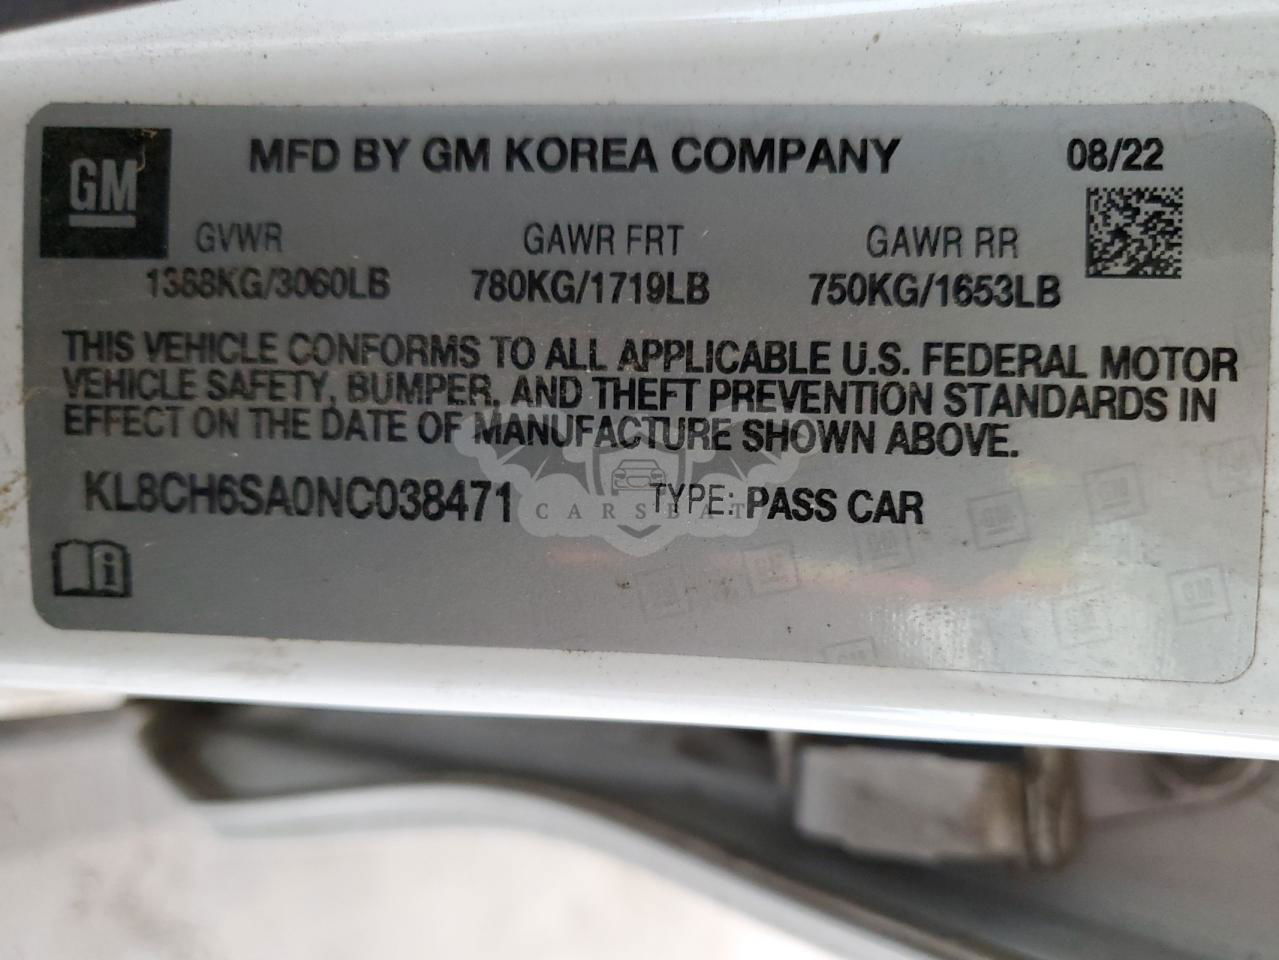 GM
MFD BY GM KOREA COMPANY 08/22
GVWR GAWR FRT GAWR RR
1388KG/3060LB 780KG/1719LB 750KG/1653LB
THIS VEHICLE CONFORMS TO ALL APPLICABLE U.S. FEDERAL MOTOR
VEHICLE SAFETY, BUMPER, AND THEFT PREVENTION STANDARDS IN
EFFECT ON THE DATE OF MANUFACTURE SHOWN ABOVE.
KL8CH6SA0NC038471 TYPE: PASS CAR
CARSBAT